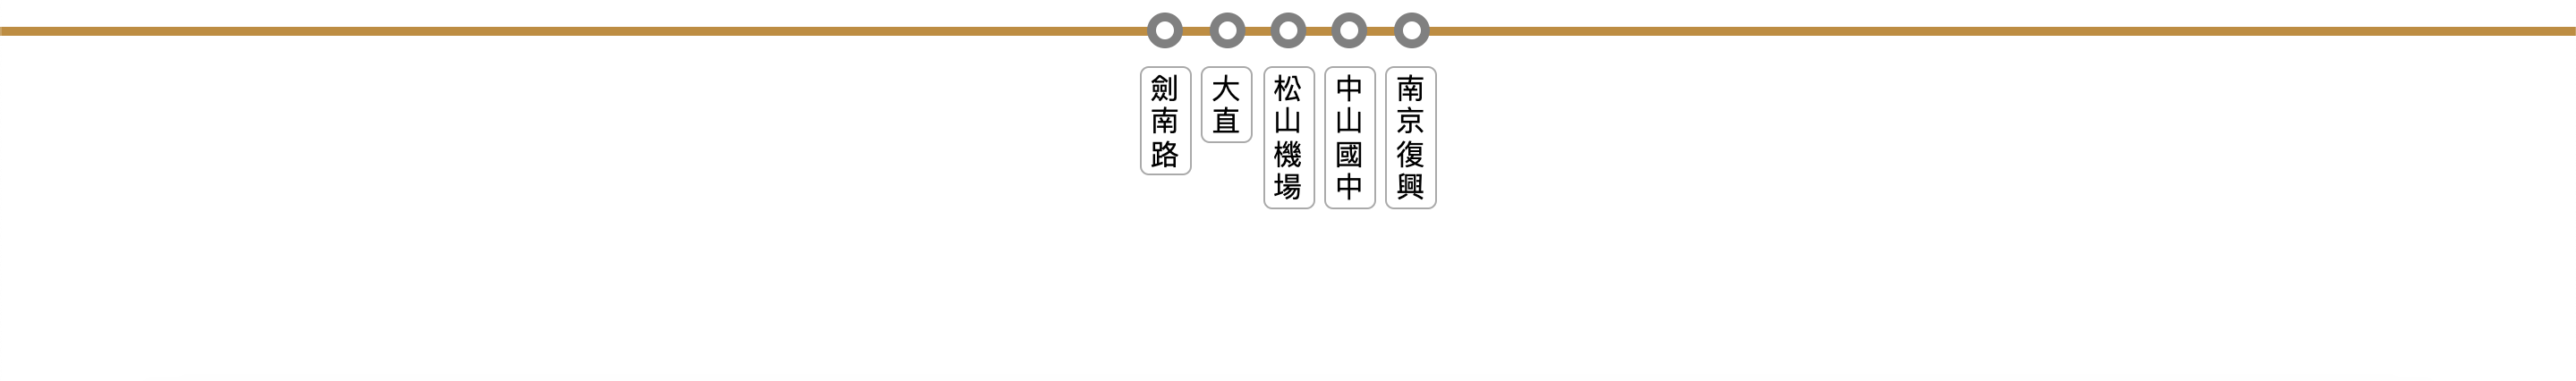 劍南路
大直
松山機場
中山國中
南京復興